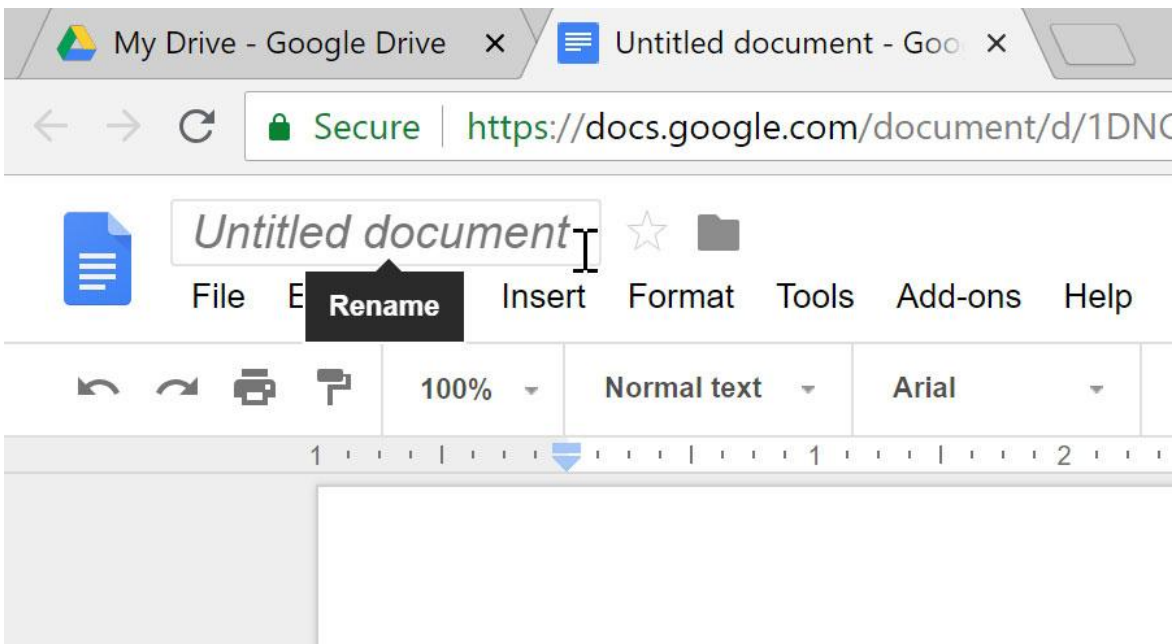 My Drive - Google Drive Untitled document - Goo
Secure https://docs.google.com/document/d/1DN
Untitled document
File E Rename Insert Format Tools Add-ons Help
100% Normal text Arial
1 1 2